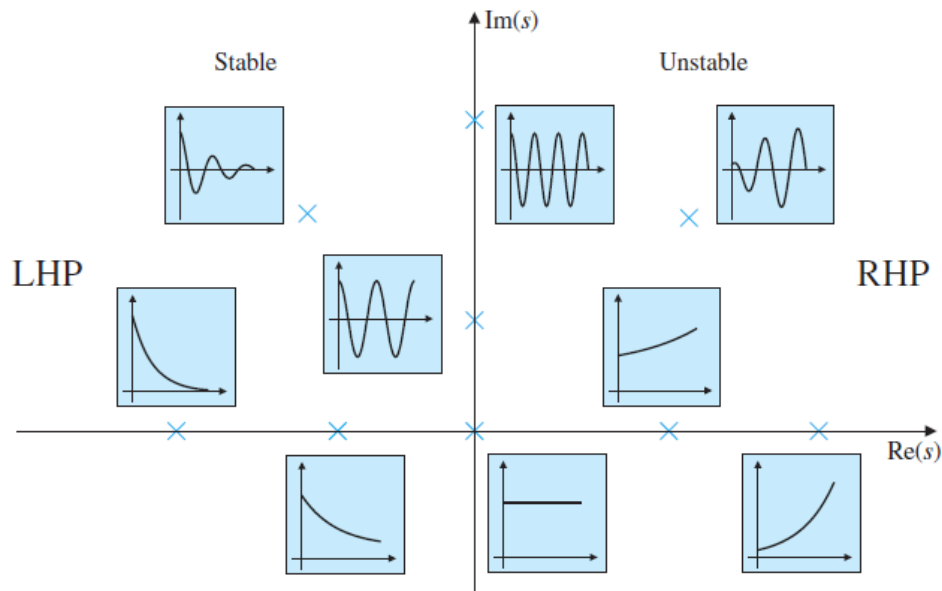 Im(s)
Stable
Unstable
LHP
RHP
Re(s)